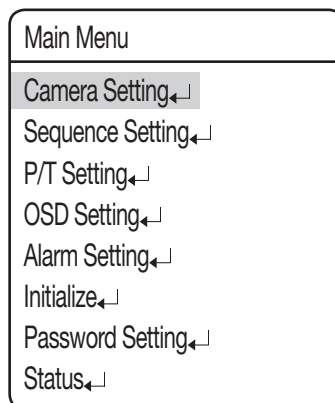 Main Menu
Camera Setting↵
Sequence Setting↵
P/T Setting↵
OSD Setting↵
Alarm Setting↵
Initialize↵
Password Setting↵
Status↵